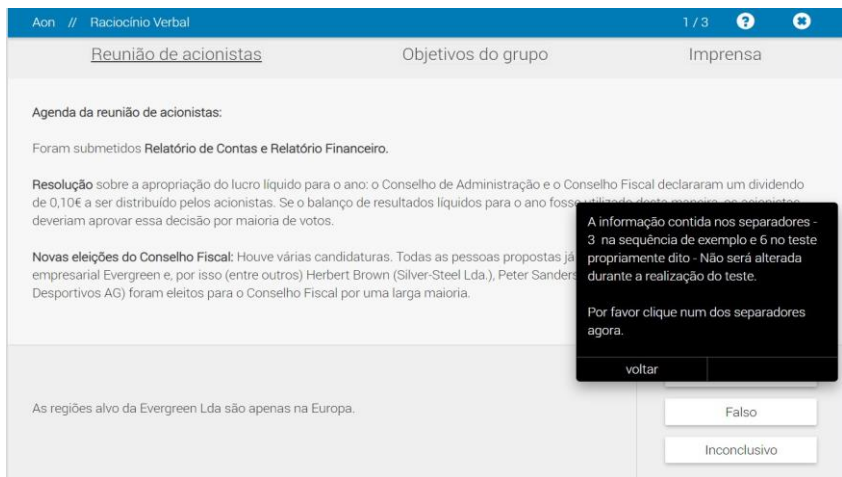 Aon // Raciocínio Verbal 1 / 3 ? x
Reunião de acionistas Objetivos do grupo Imprensa
Agenda da reunião de acionistas:
Foram submetidos Relatório de Contas e Relatório Financeiro.
Resolução sobre a apropriação do lucro líquido para o ano: o Conselho de Administração e o Conselho Fiscal declararam um dividendo
de 0,10€ a ser distribuído pelos acionistas. Se o balanço de resultados líquidos para o ano fosse utilizado desta maneira, os acionistas
deveriam aprovar essa decisão por maioria de votos.
Novas eleições do Conselho Fiscal: Houve várias candidaturas. Todas as pessoas propostas já
empresarial Evergreen e, por isso (entre outros) Herbert Brown (Silver-Steel Lda.), Peter Sanders
Desportivos AG) foram eleitos para o Conselho Fiscal por uma larga maioria.
A informação contida nos separadores -
3 na sequência de exemplo e 6 no teste
propriamente dito - Não será alterada
durante a realização do teste.
Por favor clique num dos separadores
agora.
voltar
As regiões alvo da Evergreen Lda são apenas na Europa.
Falso
Inconclusivo